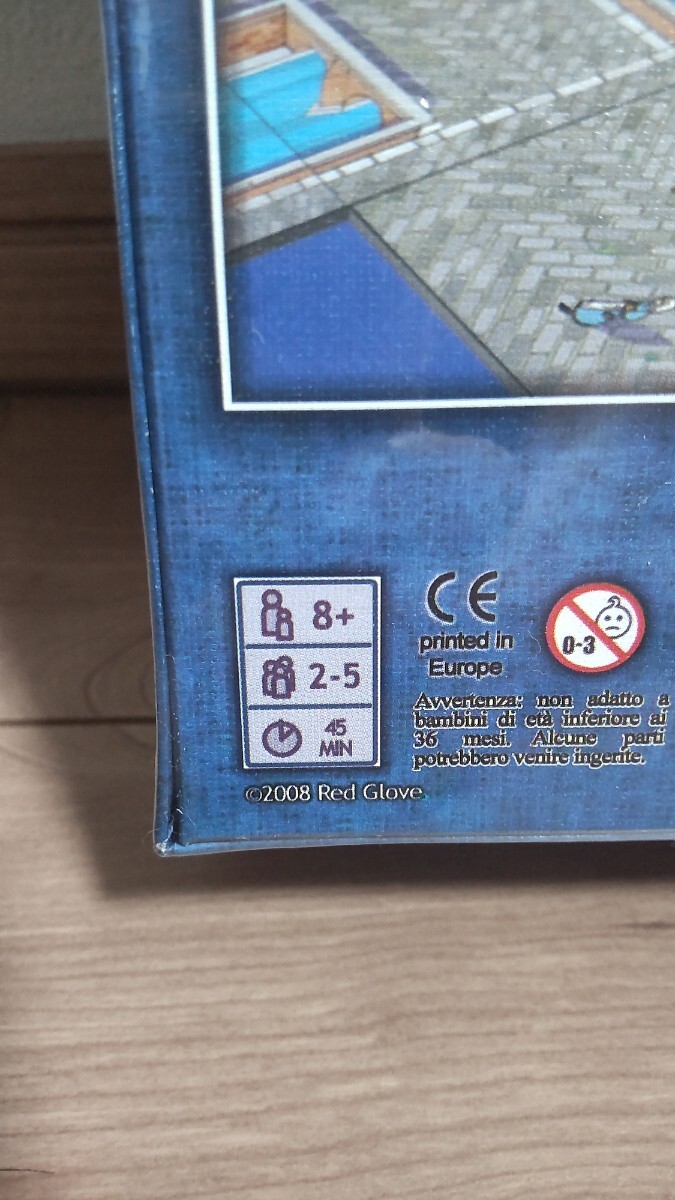 8+
2-5
45
MIN
©2008 Red Glove
CE
printed in
Europe
0-3
Avvertenza: non adatto a
bambini di età inferiore ai
36 mesi. Alcune parti
potrebbero venire ingerite.